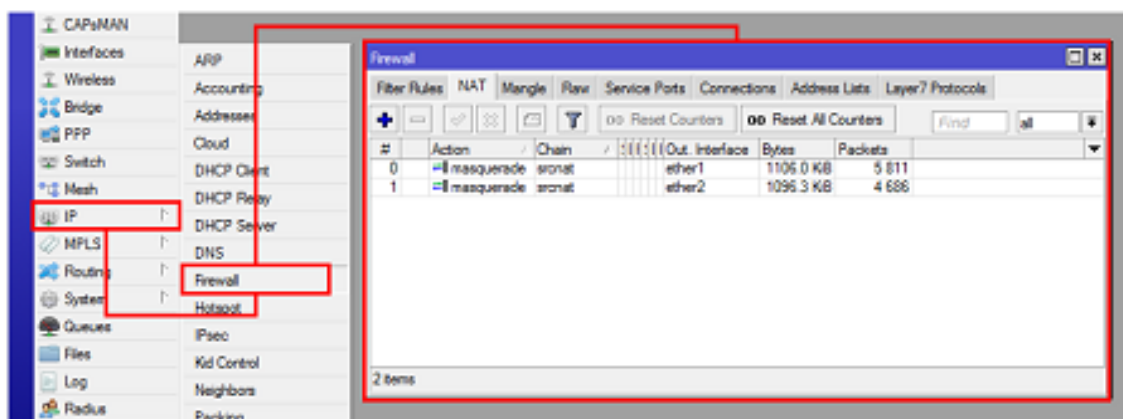 CAPsMAN
Interfaces
Wireless
Bridge
PPP
Switch
Mesh
IP
MPLS
Routing
System
Queues
Files
Log
Radius
ARP
Accounting
Addresses
Cloud
DHCP Client
DHCP Relay
DHCP Server
DNS
Firewall
Hotspot
IPsec
Kid Control
Neighbors
Packing
Firewall
Filter Rules NAT Mangle Raw Service Ports Connections Address Lists Layer7 Protocols
00 Reset Counters 00 Reset All Counters Find all
# Action Chain Out. Interface Bytes Packets
0 masquerade srcnat ether1 1106.0 KiB 5 811
1 masquerade srcnat ether2 1096.3 KiB 4 686
2 items